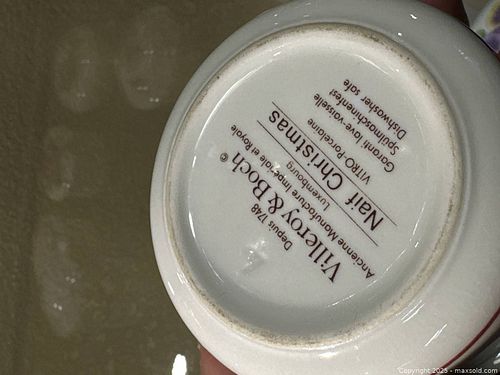 Depuis 1748
Villeroy & Boch®
Ancienne Manufacture Impériale et Royale
Luxembourg
Naif Christmas
VITRO-Porcelaine
Garanti lave-vaisselle
Spülmaschinenfest
Dishwasher safe
Copyright 2025 - maxsold.com